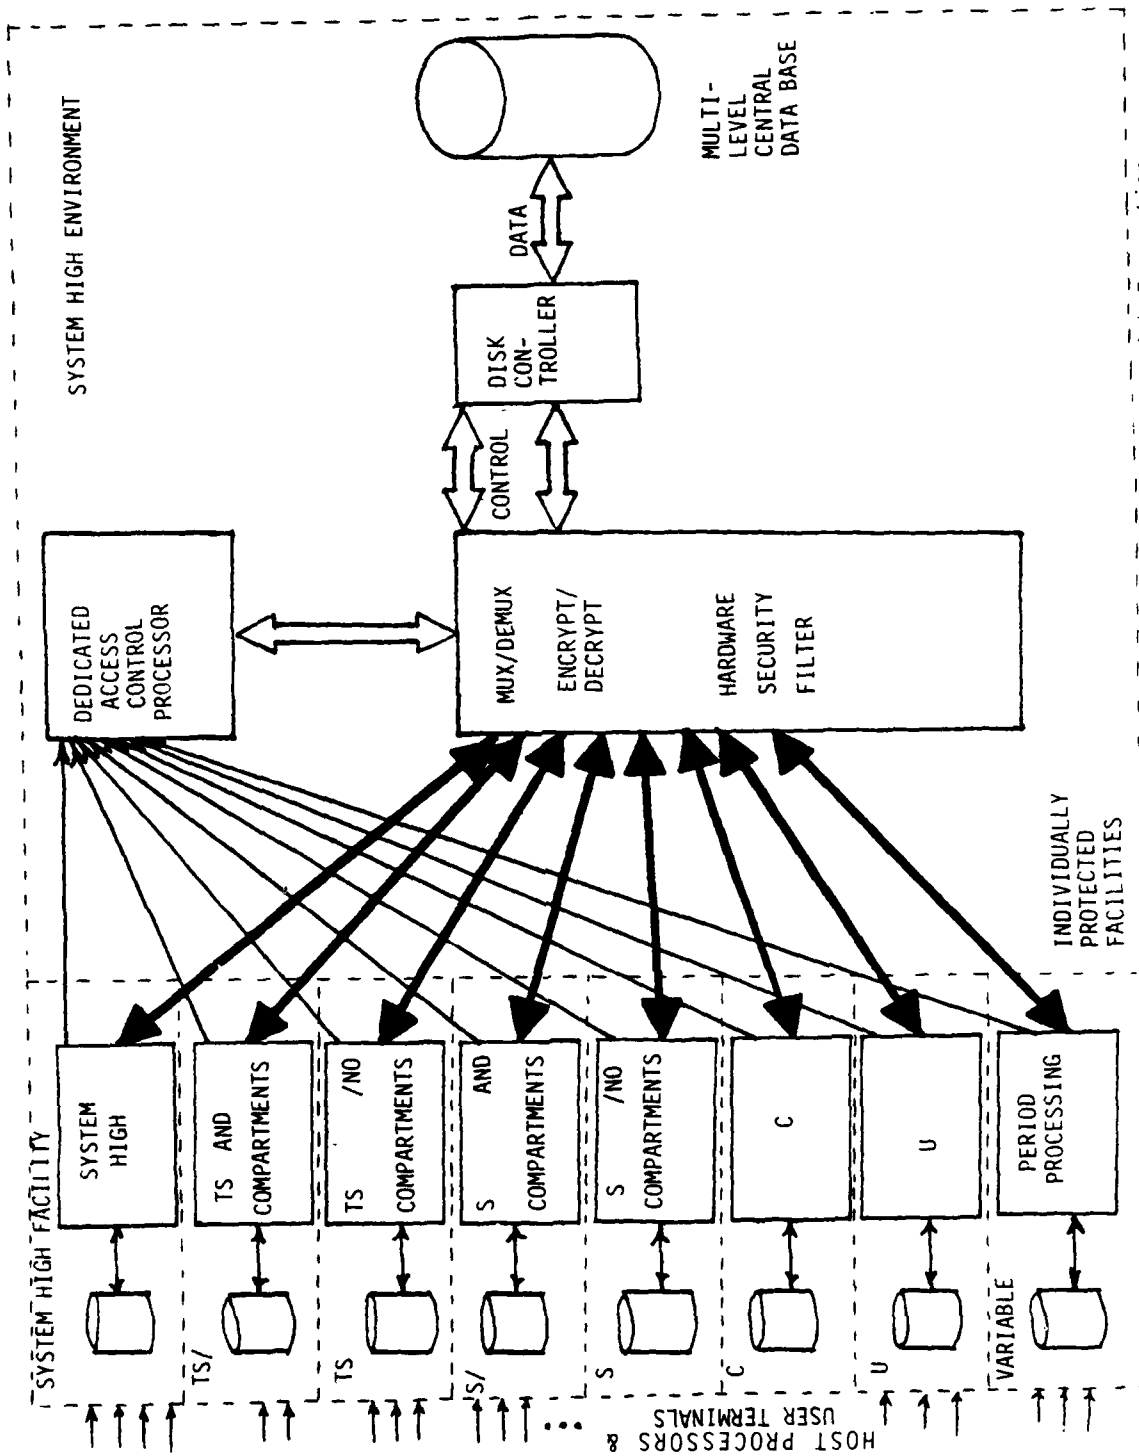 SYSTEM HIGH ENVIRONMENT
MULTI-
LEVEL
CENTRAL
DATA BASE
DATA
DISK
CON-
TROLLER
CONTROL
DEDICATED
ACCESS
CONTROL
PROCESSOR
MUX/DEMUX
ENCRYPT/
DECRYPT
HARDWARE
SECURITY
FILTER
INDIVIDUALLY
PROTECTED
FACILITIES
SYSTEM HIGH FACILITY
SYSTEM
HIGH
TS/
TS AND
COMPARTMENTS
TS
TS /NO
COMPARTMENTS
S/
S AND
COMPARTMENTS
S
S /NO
COMPARTMENTS
C
C
U
U
VARIABLE
PERIOD
PROCESSING
HOST PROCESSORS &
USER TERMINALS